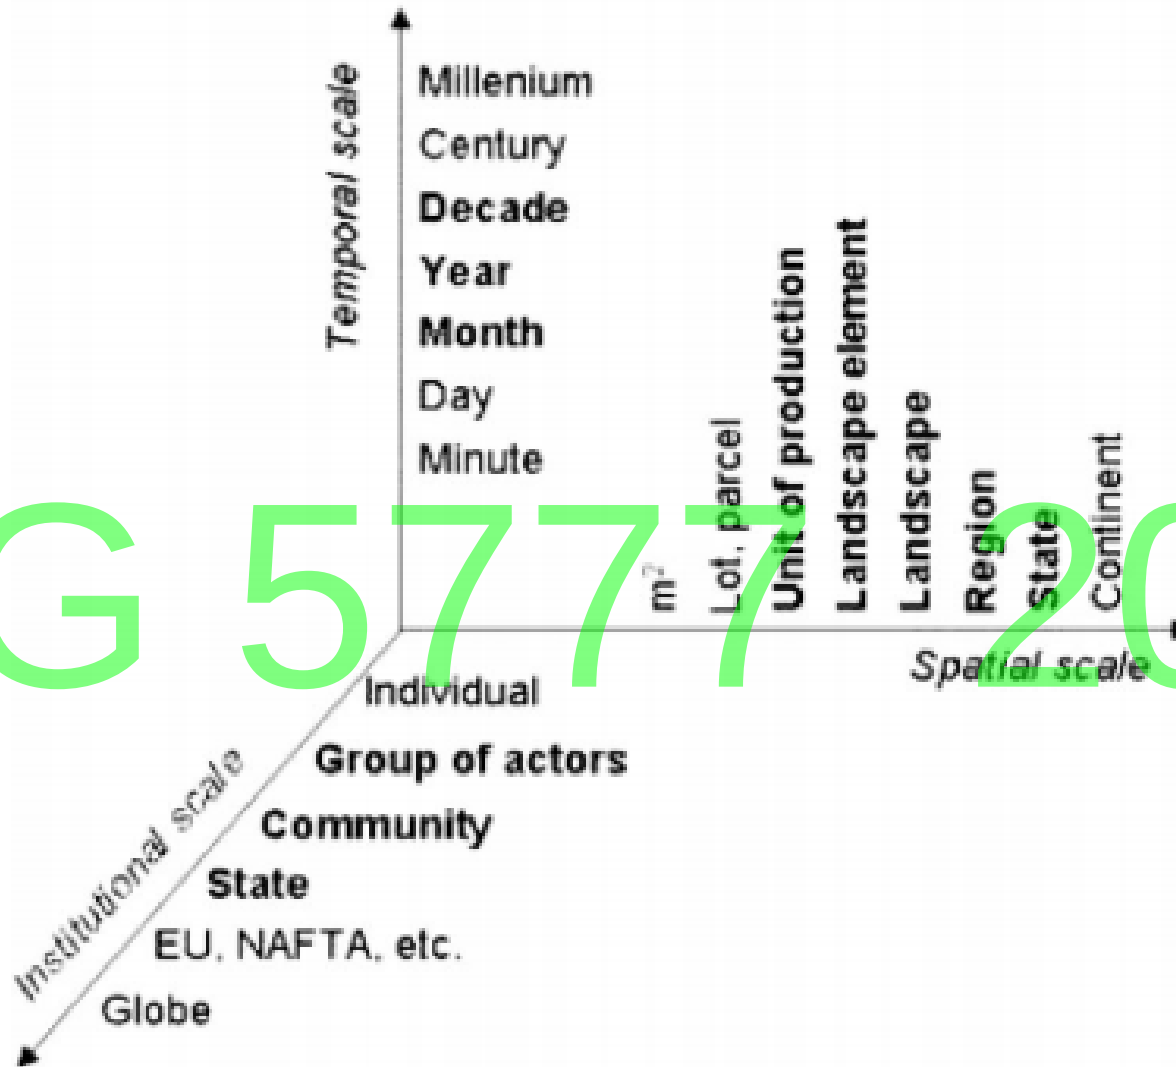 Temporal scale
Millenium
Century
Decade
Year
Month
Day
Minute
m²
Lot, parcel
Unit of production
Landscape element
Landscape
Region
State
Continent
Spatial scale
G 5777 20
Individual
Group of actors
Community
State
EU, NAFTA, etc.
Globe
Institutional scale